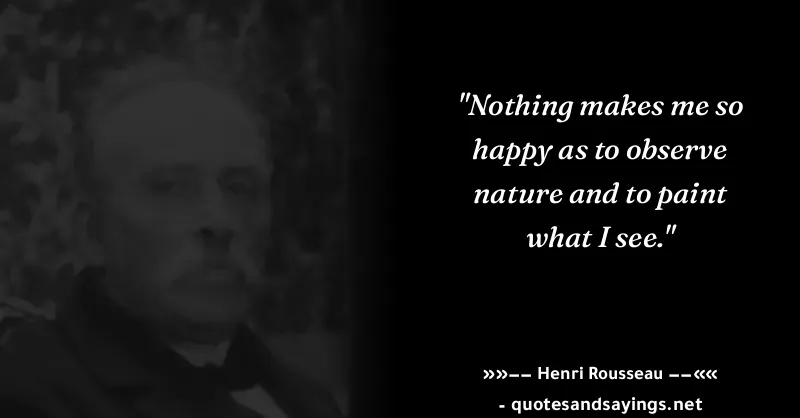 "Nothing makes me so
happy as to observe
nature and to paint
what I see."
»»–– Henri Rousseau ––««
- quotesandsayings.net